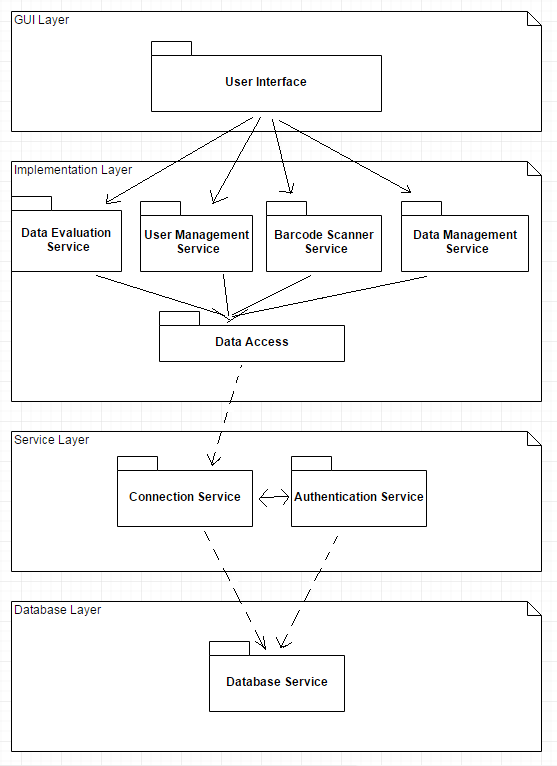 GUI Layer
User Interface
Implementation Layer
Data Evaluation
Service
User Management
Service
Barcode Scanner
Service
Data Management
Service
Data Access
Service Layer
Connection Service
Authentication Service
Database Layer
Database Service